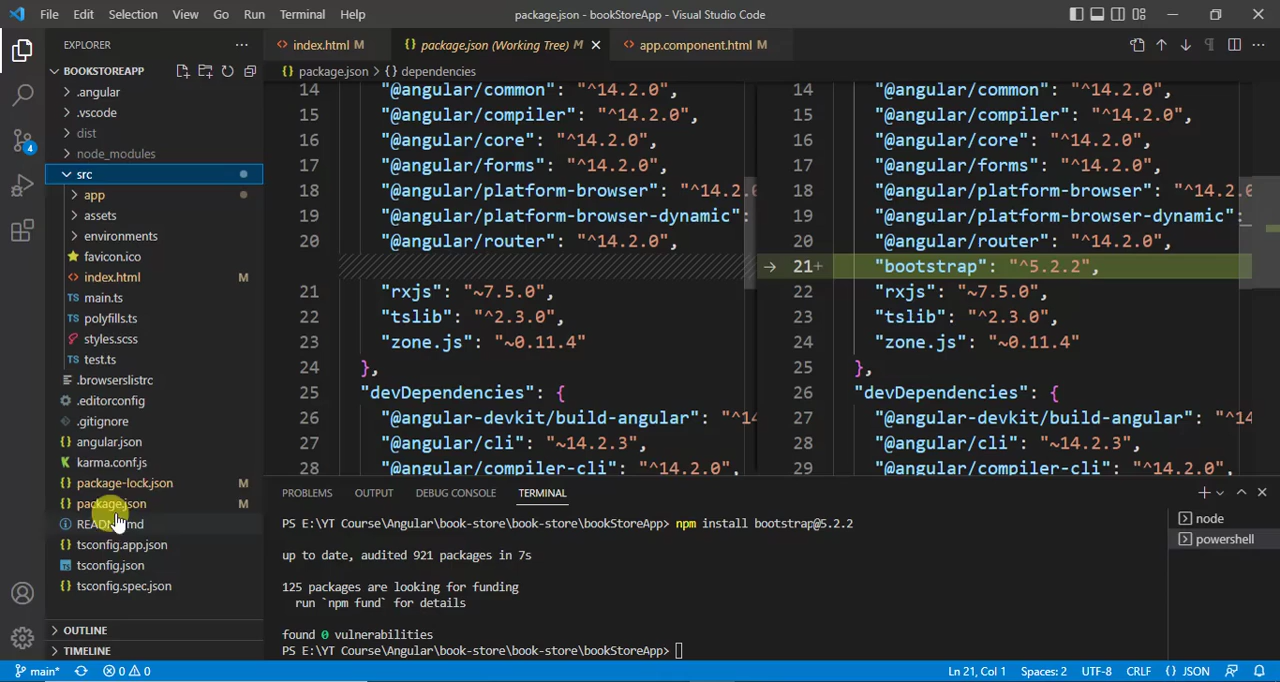 File Edit Selection View Go Run Terminal Help
package.json - bookStoreApp - Visual Studio Code
EXPLORER
BOOKSTOREAPP
.angular
.vscode
dist
node_modules
src
app
assets
environments
favicon.ico
index.html M
main.ts
polyfills.ts
styles.scss
test.ts
.browserslistrc
.editorconfig
.gitignore
angular.json
karma.conf.js
package-lock.json M
package.json M
README.md
tsconfig.app.json
tsconfig.json
tsconfig.spec.json
OUTLINE
TIMELINE
4
index.html M
{} package.json (Working Tree) M
app.component.html M
{} package.json > {} dependencies
14 "@angular/common": "^14.2.0",
15 "@angular/compiler": "^14.2.0",
16 "@angular/core": "^14.2.0",
17 "@angular/forms": "^14.2.0",
18 "@angular/platform-browser": "^14.2.0
19 "@angular/platform-browser-dynamic":
20 "@angular/router": "^14.2.0",
21 "rxjs": "~7.5.0",
22 "tslib": "^2.3.0",
23 "zone.js": "~0.11.4"
24 },
25 "devDependencies": {
26 "@angular-devkit/build-angular": "^14
27 "@angular/cli": "~14.2.3",
28 "@angular/compiler-cli": "^14.2.0",
14 "@angular/common": "^14.2.0",
15 "@angular/compiler": "^14.2.0",
16 "@angular/core": "^14.2.0",
17 "@angular/forms": "^14.2.0",
18 "@angular/platform-browser": "^14.2.0
19 "@angular/platform-browser-dynamic":
20 "@angular/router": "^14.2.0",
21+ "bootstrap": "^5.2.2",
22 "rxjs": "~7.5.0",
23 "tslib": "^2.3.0",
24 "zone.js": "~0.11.4"
25 },
26 "devDependencies": {
27 "@angular-devkit/build-angular": "^14
28 "@angular/cli": "~14.2.3",
29 "@angular/compiler-cli": "^14.2.0",
PROBLEMS OUTPUT DEBUG CONSOLE TERMINAL
PS E:\YT Course\Angular\book-store\book-store\bookStoreApp> npm install bootstrap@5.2.2
up to date, audited 921 packages in 7s
125 packages are looking for funding
run `npm fund` for details
found 0 vulnerabilities
PS E:\YT Course\Angular\book-store\book-store\bookStoreApp>
node
powershell
main* 0 0 Ln 21, Col 1 Spaces: 2 UTF-8 CRLF {} JSON